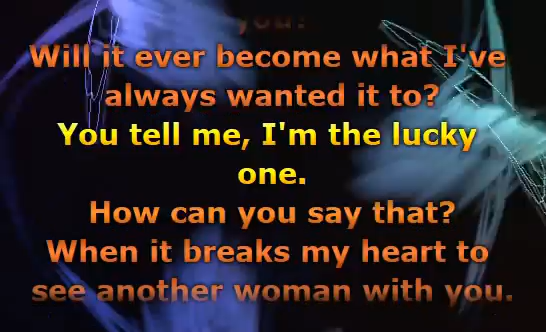 you?
Will it ever become what I've
always wanted it to?
You tell me, I'm the lucky
one.
How can you say that?
When it breaks my heart to
see another woman with you.